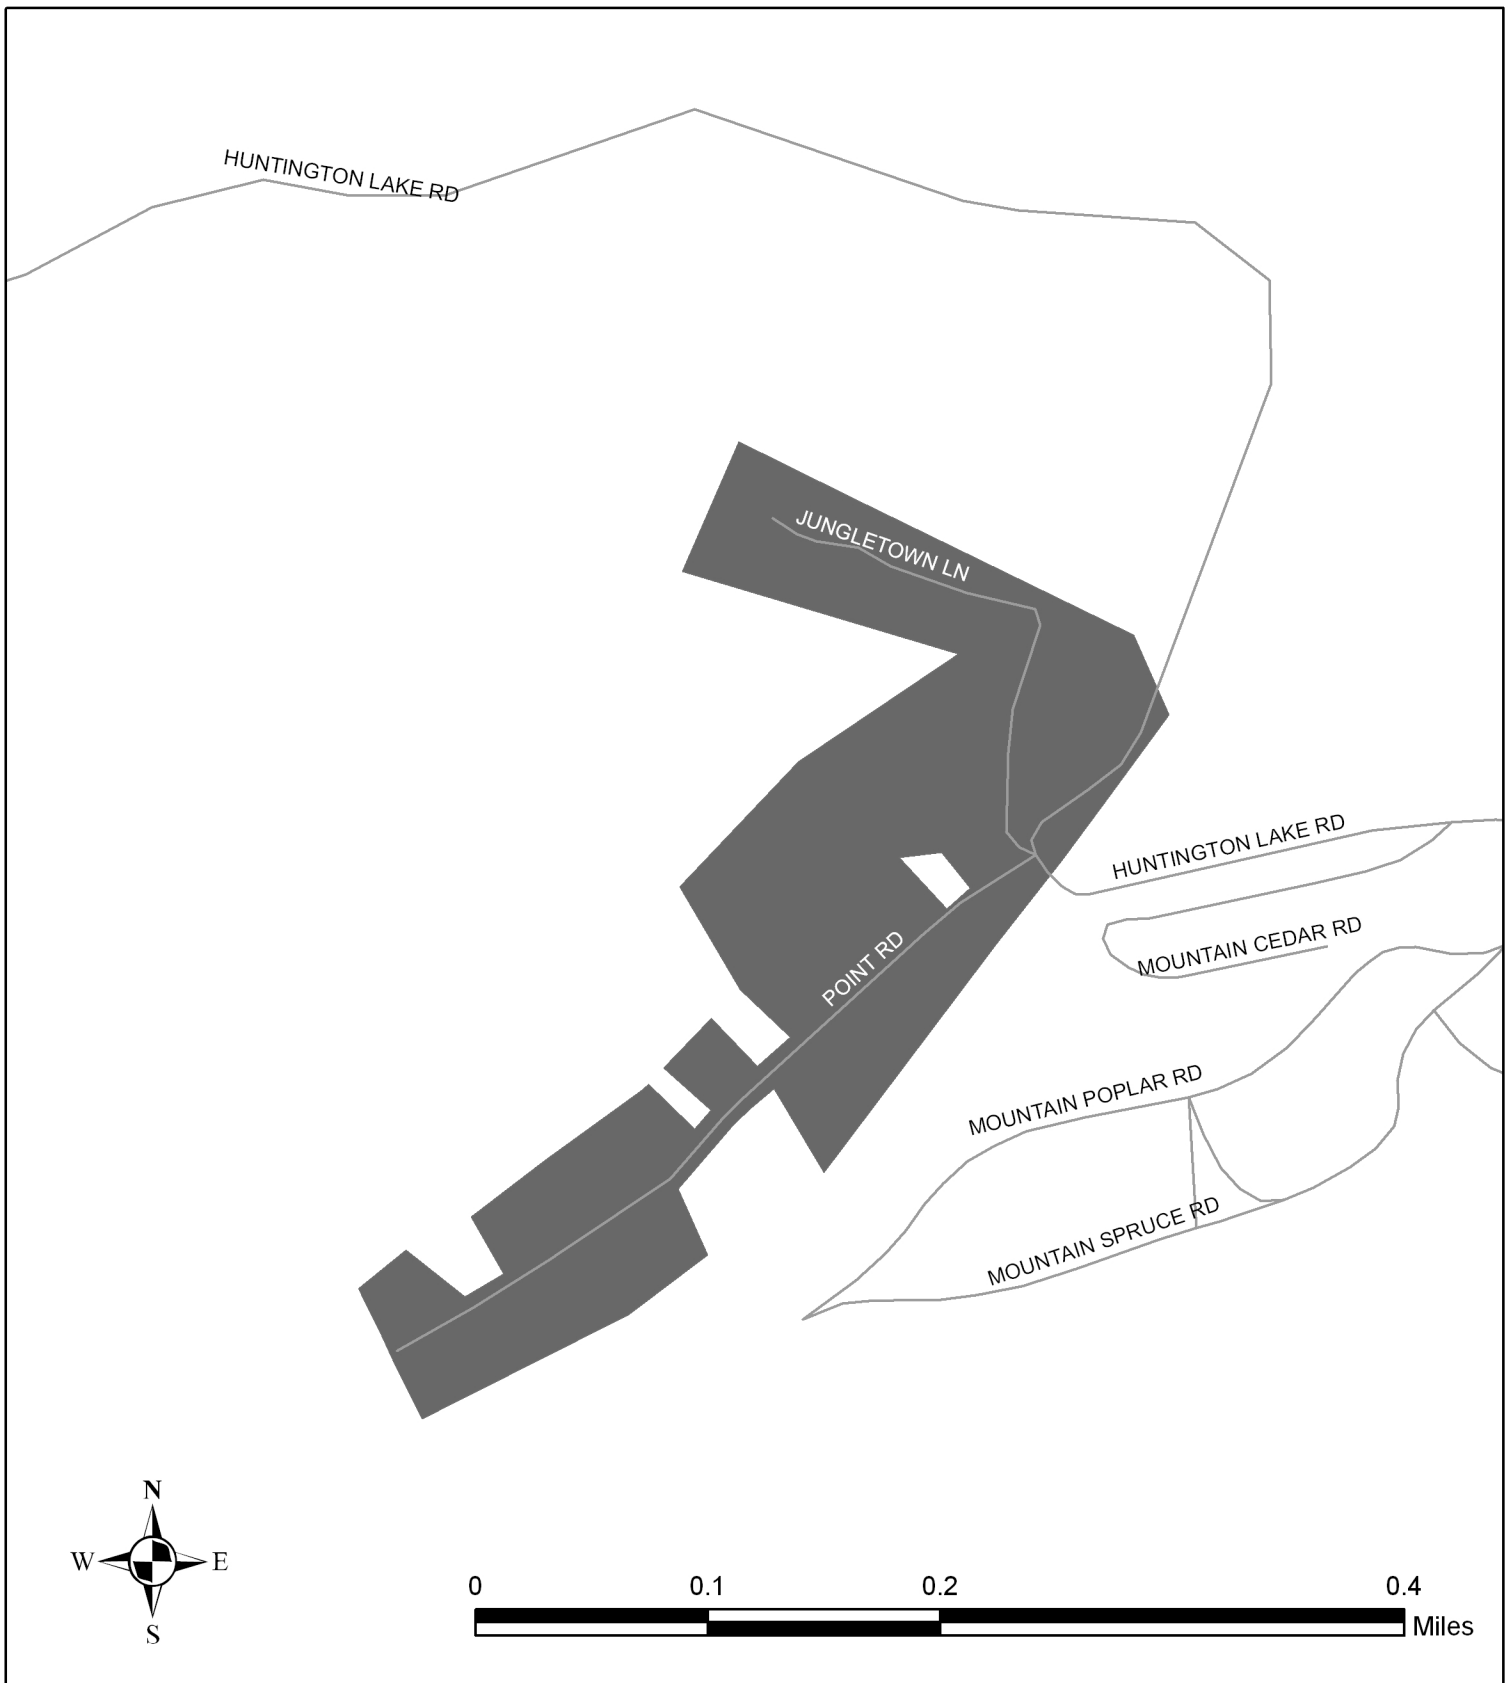 HUNTINGTON LAKE RD
JUNGLETOWN LN
HUNTINGTON LAKE RD
MOUNTAIN CEDAR RD
POINT RD
MOUNTAIN POPLAR RD
MOUNTAIN SPRUCE RD
N
W E
S
0 0.1 0.2 0.4
Miles